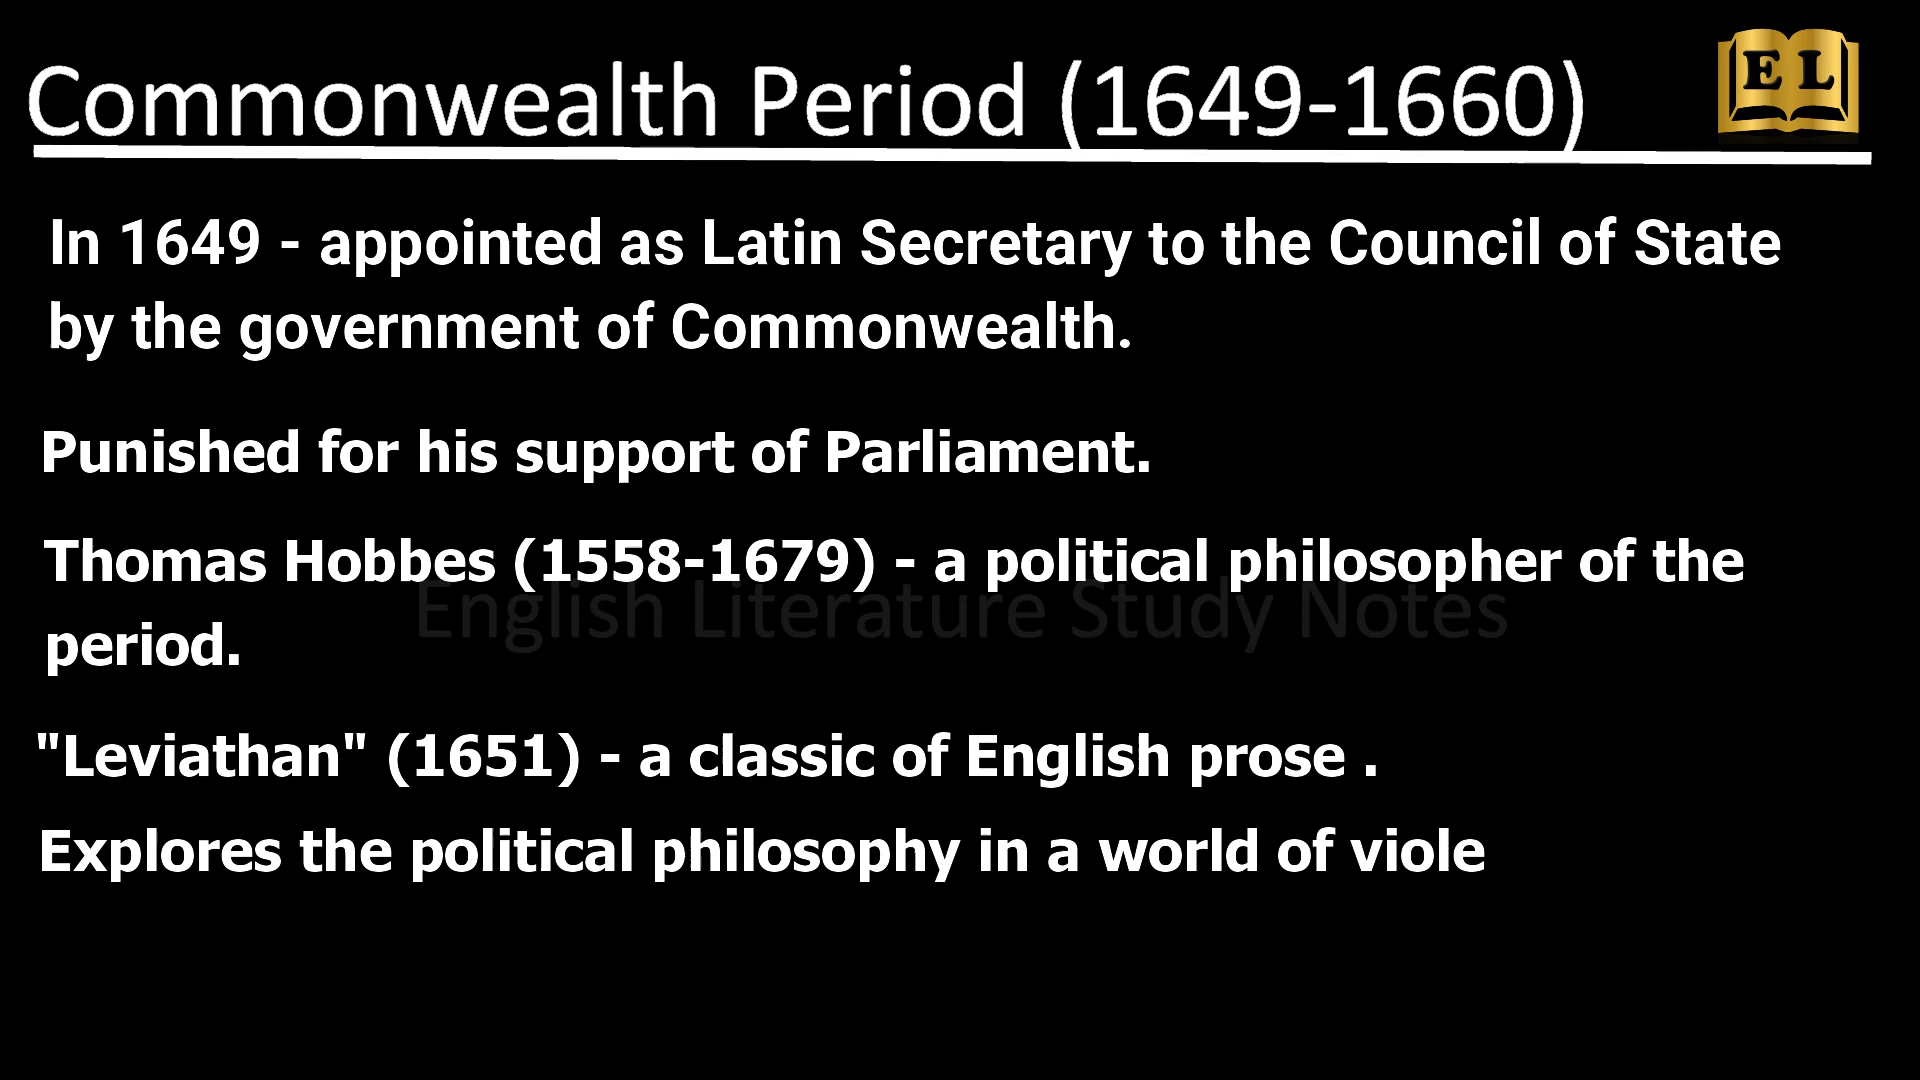 Commonwealth Period (1649-1660)
E L
In 1649 - appointed as Latin Secretary to the Council of State
by the government of Commonwealth.
Punished for his support of Parliament.
Thomas Hobbes (1558-1679) - a political philosopher of the
English Literature Study Notes
period.
"Leviathan" (1651) - a classic of English prose .
Explores the political philosophy in a world of viole